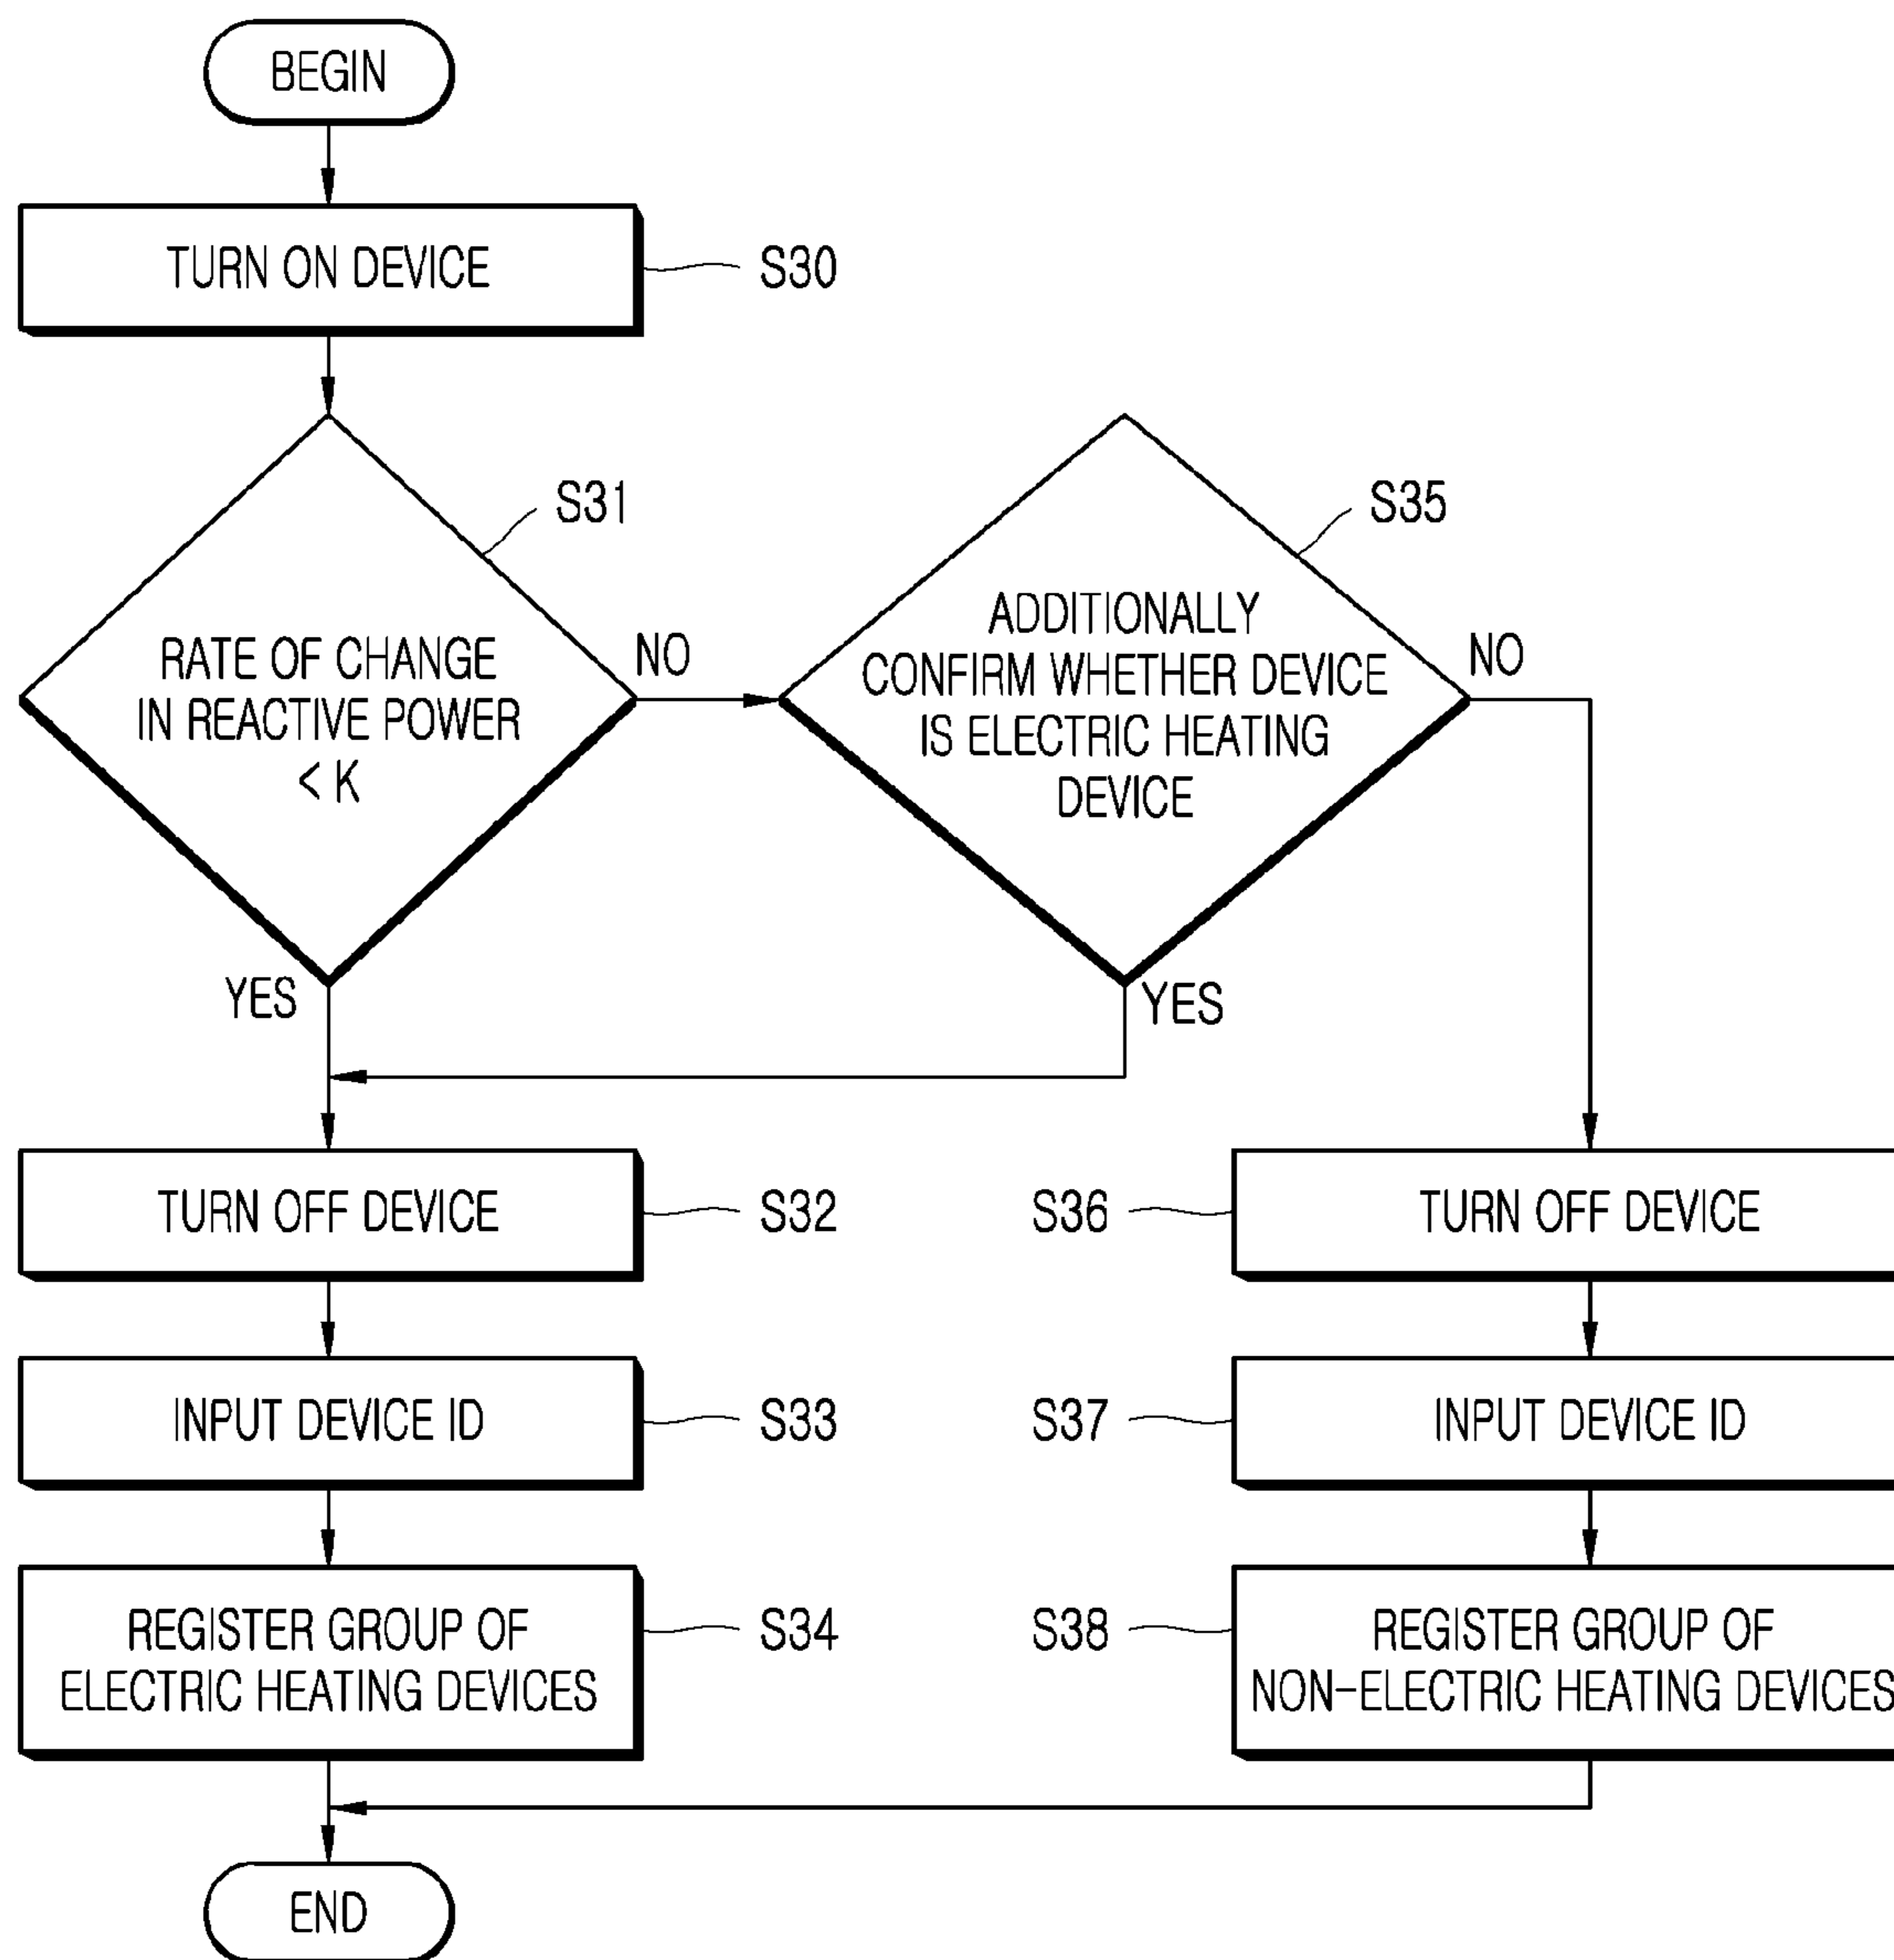 BEGIN
TURN ON DEVICE
S30
S31
RATE OF CHANGE
IN REACTIVE POWER
< K
NO
YES
S35
ADDITIONALLY
CONFIRM WHETHER DEVICE
IS ELECTRIC HEATING
DEVICE
NO
YES
TURN OFF DEVICE
S32
S36
TURN OFF DEVICE
INPUT DEVICE ID
S33
S37
INPUT DEVICE ID
REGISTER GROUP OF
ELECTRIC HEATING DEVICES
S34
S38
REGISTER GROUP OF
NON-ELECTRIC HEATING DEVICES
END